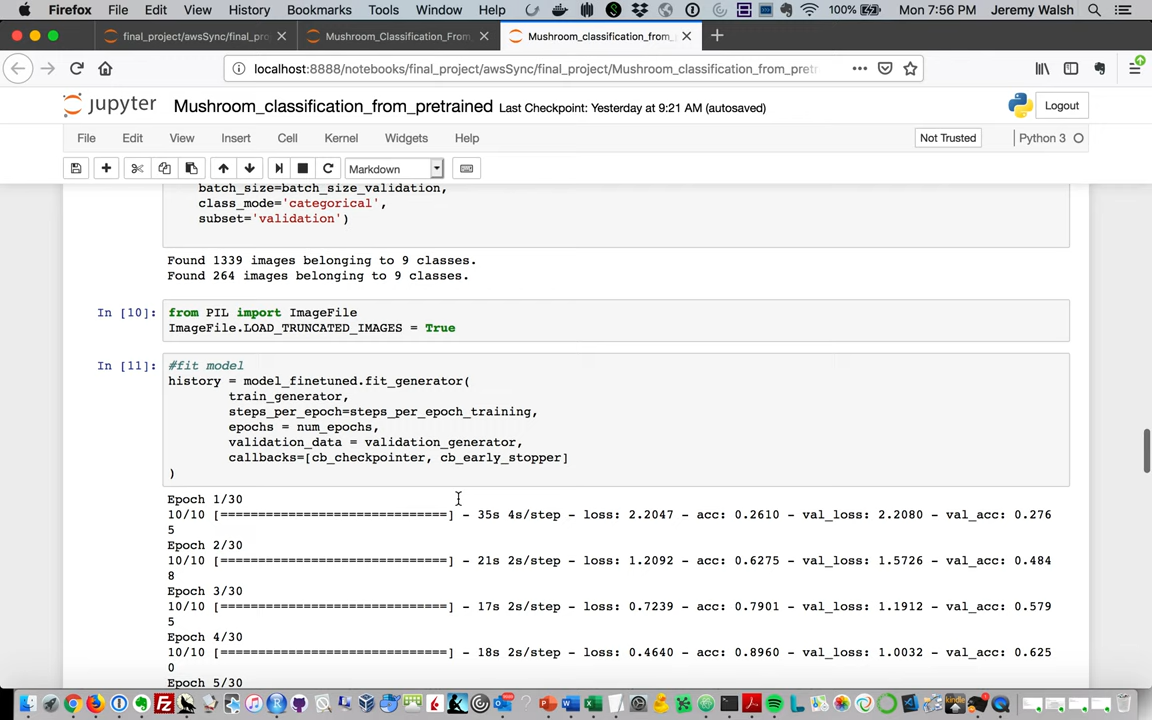 Firefox File Edit View History Bookmarks Tools Window Help 100% Mon 7:56 PM Jeremy Walsh
final_project/awsSync/final_pro
Mushroom_Classification_From_
Mushroom_classification_from_
localhost:8888/notebooks/final_project/awsSync/final_project/Mushroom_classification_from_pretr
jupyter Mushroom_classification_from_pretrained Last Checkpoint: Yesterday at 9:21 AM (autosaved) Logout
File Edit View Insert Cell Kernel Widgets Help Not Trusted Python 3
Markdown
batch_size=batch_size_validation,
class_mode='categorical',
subset='validation')
Found 1339 images belonging to 9 classes.
Found 264 images belonging to 9 classes.
In [10]: from PIL import ImageFile
ImageFile.LOAD_TRUNCATED_IMAGES = True
In [11]: #fit model
history = model_finetuned.fit_generator(
train_generator,
steps_per_epoch=steps_per_epoch_training,
epochs = num_epochs,
validation_data = validation_generator,
callbacks=[cb_checkpointer, cb_early_stopper]
)
Epoch 1/30
10/10 [==============================] - 35s 4s/step - loss: 2.2047 - acc: 0.2610 - val_loss: 2.2080 - val_acc: 0.276
5
Epoch 2/30
10/10 [==============================] - 21s 2s/step - loss: 1.2092 - acc: 0.6275 - val_loss: 1.5726 - val_acc: 0.484
8
Epoch 3/30
10/10 [==============================] - 17s 2s/step - loss: 0.7239 - acc: 0.7901 - val_loss: 1.1912 - val_acc: 0.579
5
Epoch 4/30
10/10 [==============================] - 18s 2s/step - loss: 0.4640 - acc: 0.8960 - val_loss: 1.0032 - val_acc: 0.625
0
Epoch 5/30